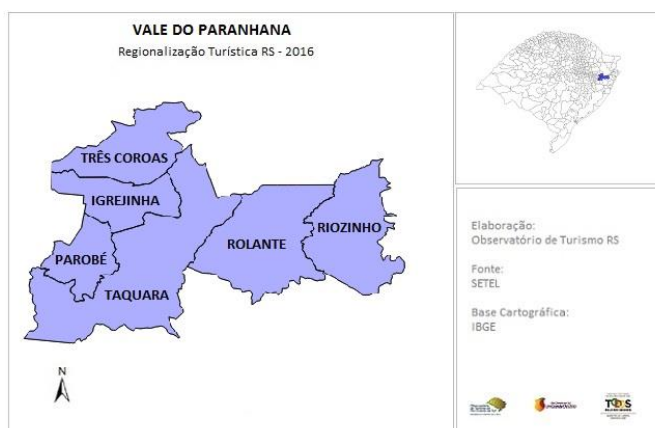 VALE DO PARANHANA
Regionalização Turística RS - 2016
TRÊS COROAS
IGREJINHA
PAROBÉ
TAQUARA
ROLANTE
RIOZINHO
N
Elaboração:
Observatório de Turismo RS
Fonte:
SETEL
Base Cartográfica:
IBGE
TODOS